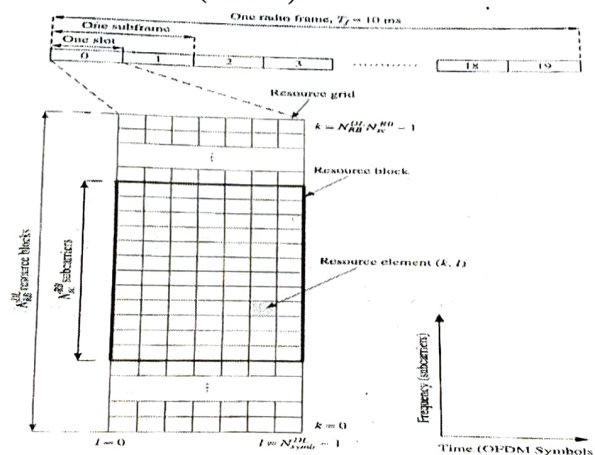 One radio frame, T_f = 10 ms
One subframe
One slot
0 1 2 3 ............ 18 19
Resource grid
k = N_RB^DL N_sc^RB − 1
Resource block
N_RB^DL resource blocks
N_sc^RB subcarriers
Resource element (k, l)
Frequency (subcarriers)
k = 0
l = 0
l = N_symb^DL − 1
Time (OFDM Symbols